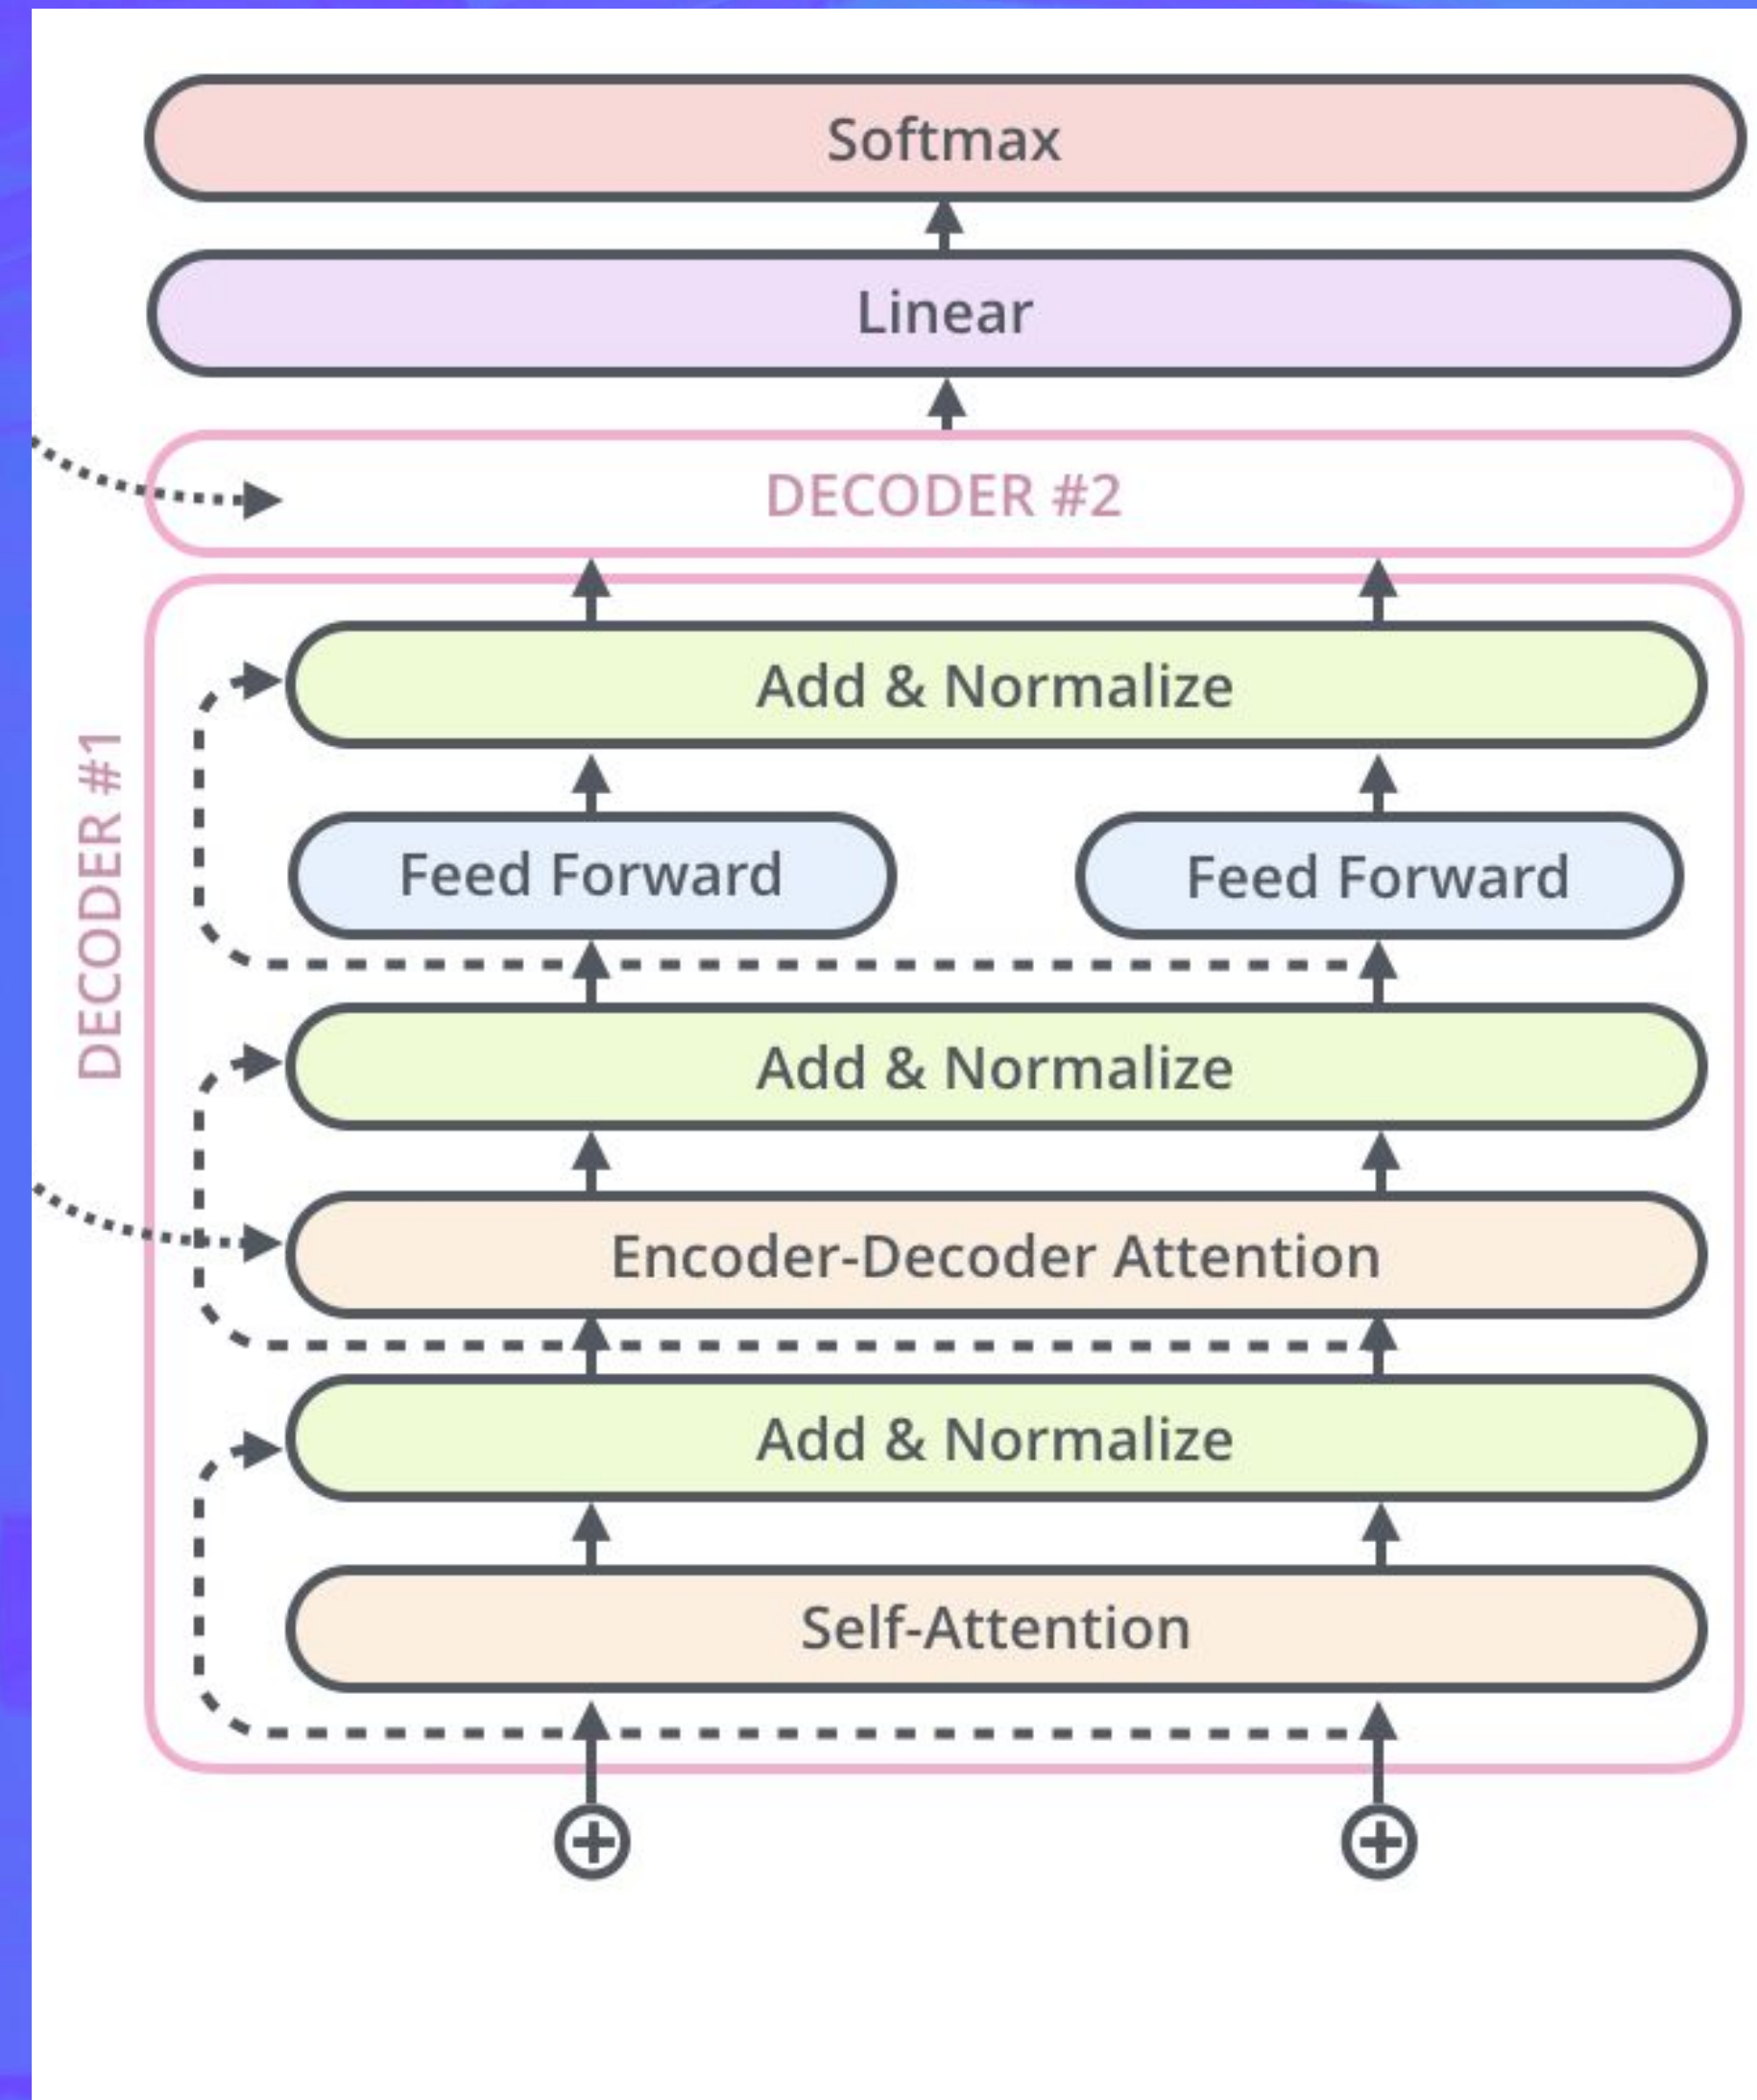 Softmax
Linear
DECODER #2
DECODER #1
Add & Normalize
Feed Forward
Feed Forward
Add & Normalize
Encoder-Decoder Attention
Add & Normalize
Self-Attention